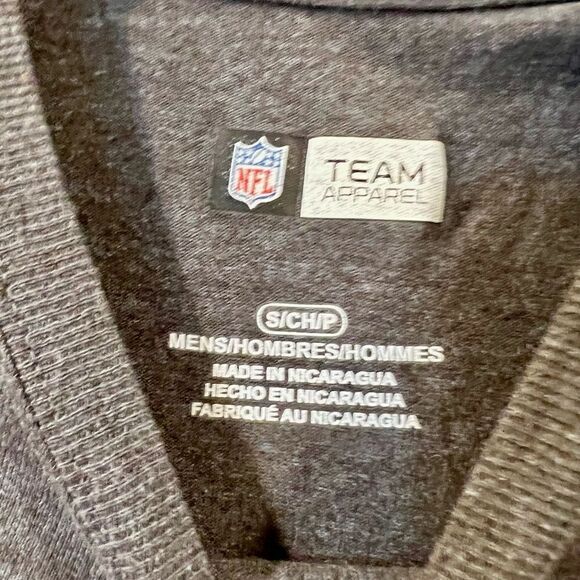 NFL
TEAM
APPAREL
S/CH/P
MENS/HOMBRES/HOMMES
MADE IN NICARAGUA
HECHO EN NICARAGUA
FABRIQUÉ AU NICARAGUA